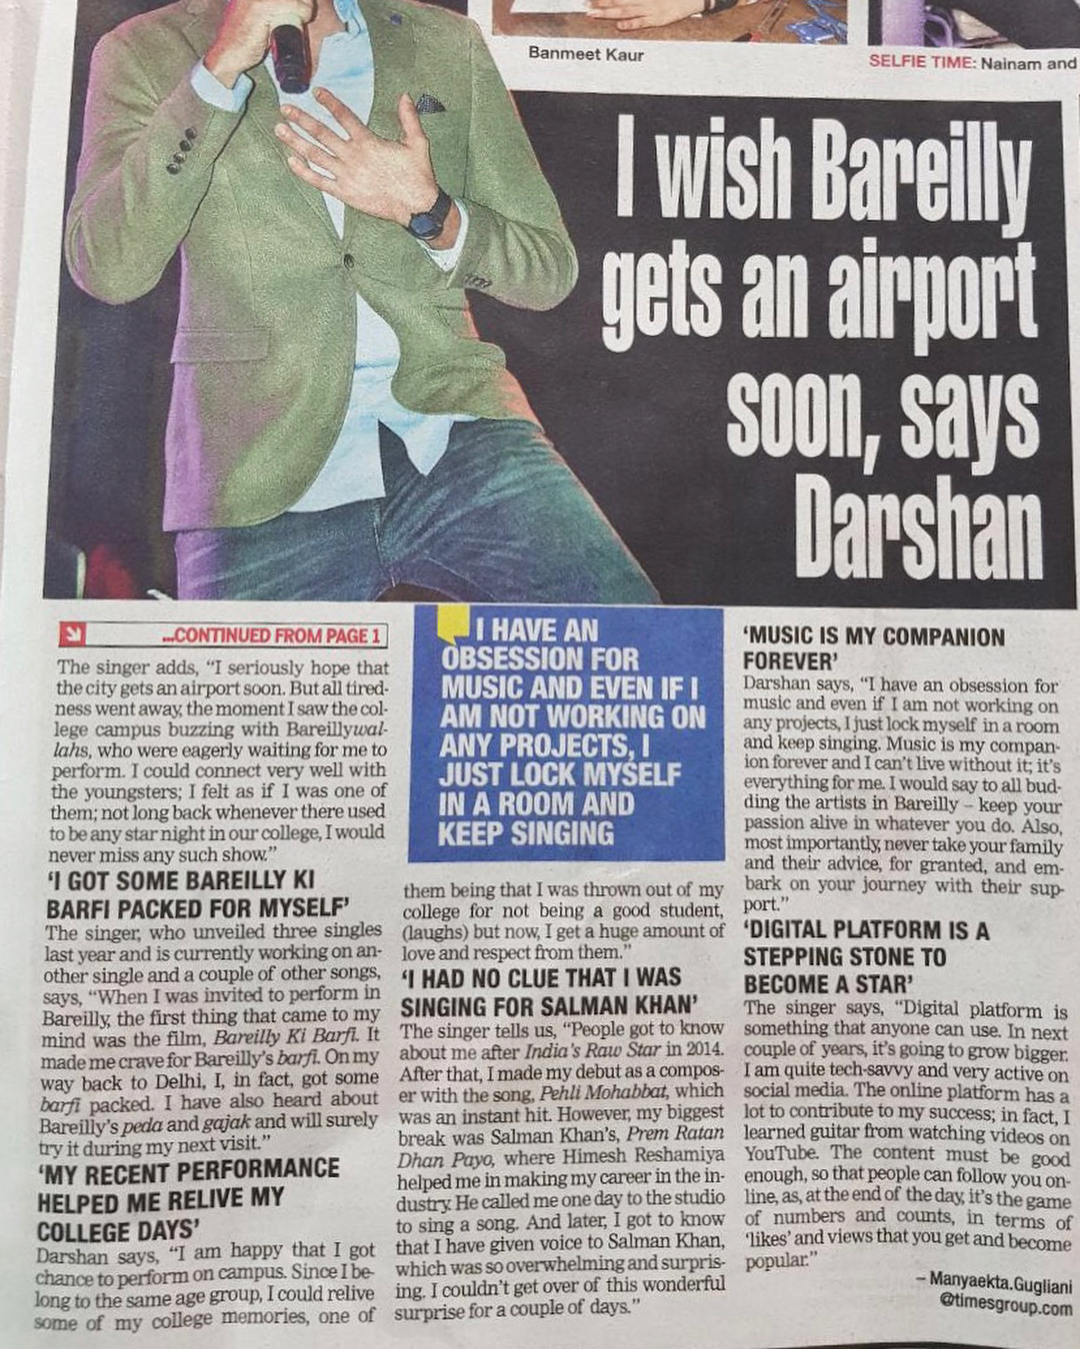 Banmeet Kaur
SELFIE TIME: Nainam and
I wish Bareilly
gets an airport
soon, says
Darshan
...CONTINUED FROM PAGE 1
The singer adds, “I seriously hope that
the city gets an airport soon. But all tired-
ness went away, the moment I saw the col-
lege campus buzzing with Bareillywal-
lahs, who were eagerly waiting for me to
perform. I could connect very well with
the youngsters; I felt as if I was one of
them; not long back whenever there used
to be any star night in our college, I would
never miss any such show.”
‘I GOT SOME BAREILLY KI
BARFI PACKED FOR MYSELF’
The singer, who unveiled three singles
last year and is currently working on an-
other single and a couple of other songs,
says, “When I was invited to perform in
Bareilly, the first thing that came to my
mind was the film, Bareilly Ki Barfi. It
made me crave for Bareilly’s barfi. On my
way back to Delhi, I, in fact, got some
barfi packed. I have also heard about
Bareilly’s peda and gajak and will surely
try it during my next visit.”
‘MY RECENT PERFORMANCE
HELPED ME RELIVE MY
COLLEGE DAYS’
Darshan says, “I am happy that I got
chance to perform on campus. Since I be-
long to the same age group, I could relive
some of my college memories, one of
I HAVE AN
OBSESSION FOR
MUSIC AND EVEN IF I
AM NOT WORKING ON
ANY PROJECTS, I
JUST LOCK MYSELF
IN A ROOM AND
KEEP SINGING
them being that I was thrown out of my
college for not being a good student,
(laughs) but now, I get a huge amount of
love and respect from them.”
‘I HAD NO CLUE THAT I WAS
SINGING FOR SALMAN KHAN’
The singer tells us, “People got to know
about me after India’s Raw Star in 2014.
After that, I made my debut as a compos-
er with the song, Pehli Mohabbat, which
was an instant hit. However, my biggest
break was Salman Khan’s, Prem Ratan
Dhan Payo, where Himesh Reshamiya
helped me in making my career in the in-
dustry. He called me one day to the studio
to sing a song. And later, I got to know
that I have given voice to Salman Khan,
which was so overwhelming and surpris-
ing. I couldn’t get over of this wonderful
surprise for a couple of days.”
‘MUSIC IS MY COMPANION
FOREVER’
Darshan says, “I have an obsession for
music and even if I am not working on
any projects, I just lock myself in a room
and keep singing. Music is my compan-
ion forever and I can’t live without it; it’s
everything for me. I would say to all bud-
ding the artists in Bareilly – keep your
passion alive in whatever you do. Also,
most importantly, never take your family
and their advice, for granted, and em-
bark on your journey with their sup-
port.”
‘DIGITAL PLATFORM IS A
STEPPING STONE TO
BECOME A STAR’
The singer says, “Digital platform is
something that anyone can use. In next
couple of years, it’s going to grow bigger.
I am quite tech-savvy and very active on
social media. The online platform has a
lot to contribute to my success; in fact, I
learned guitar from watching videos on
YouTube. The content must be good
enough, so that people can follow you on-
line, as, at the end of the day, it’s the game
of numbers and counts, in terms of
‘likes’ and views that you get and become
popular.”
– Manyaekta.Gugliani
@timesgroup.com